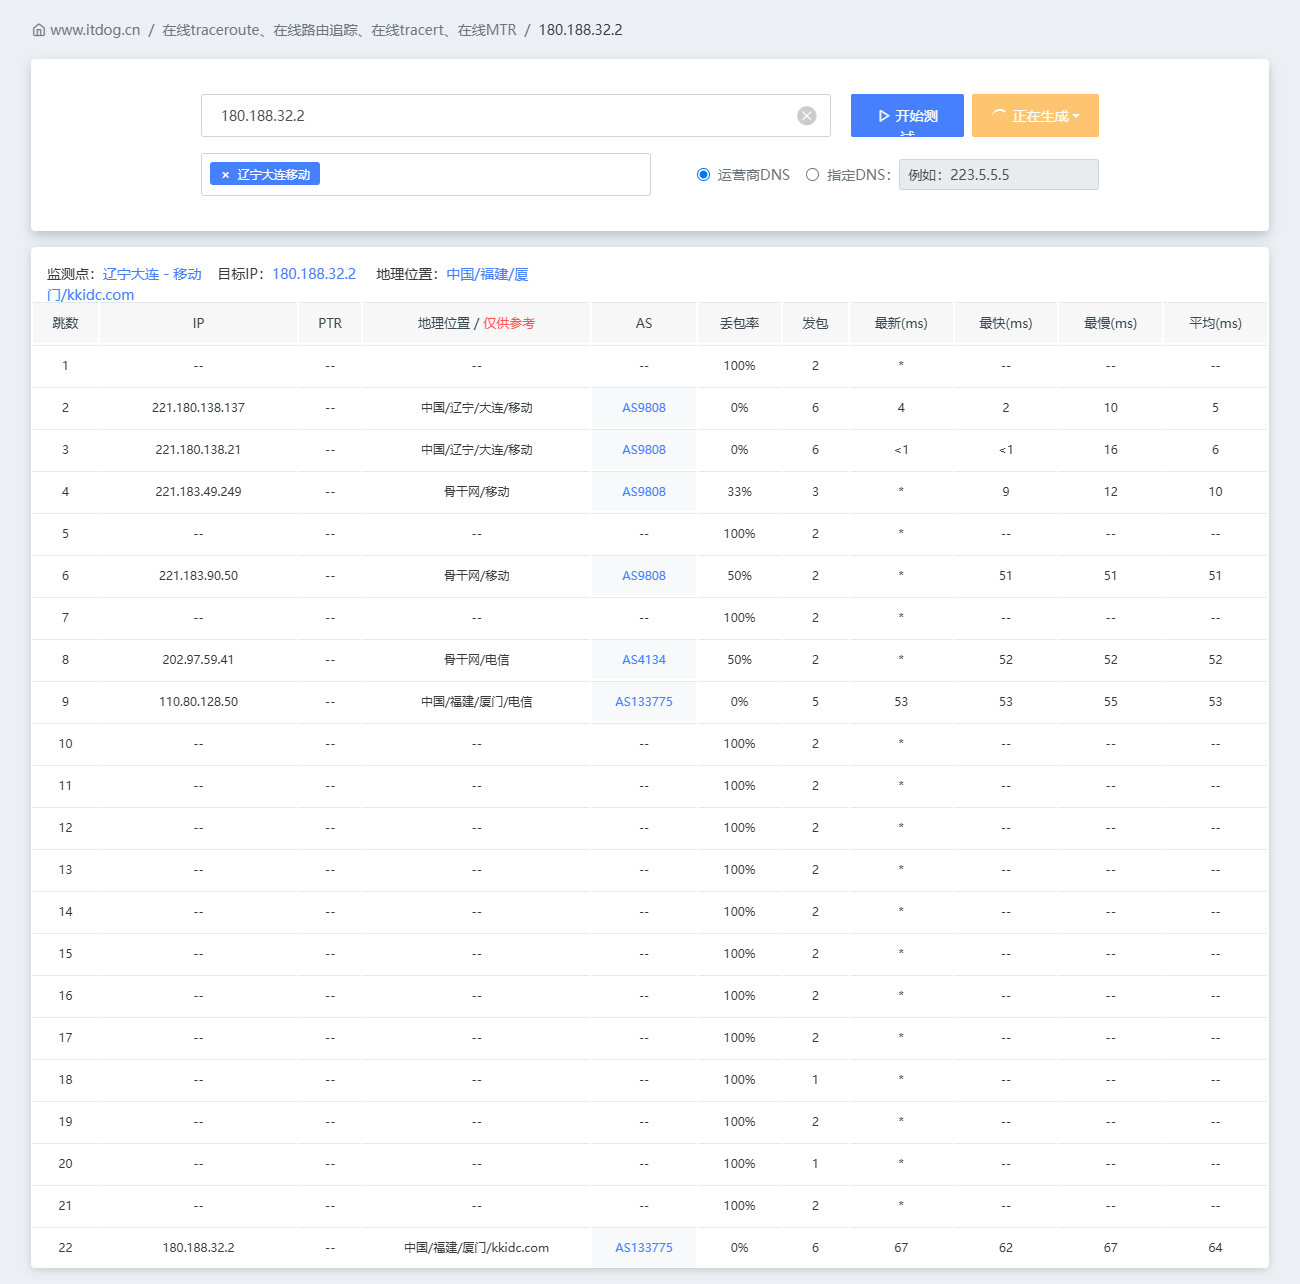 www.itdog.cn / 在线traceroute、在线路由追踪、在线tracert、在线MTR / 180.188.32.2
180.188.32.2
开始测试
正在生成
× 辽宁大连移动
运营商DNS 指定DNS: 例如：223.5.5.5
监测点：辽宁大连 - 移动 目标IP：180.188.32.2 地理位置：中国/福建/厦
门/kkidc.com
跳数 IP PTR 地理位置 / 仅供参考 AS 丢包率 发包 最新(ms) 最快(ms) 最慢(ms) 平均(ms)
1 -- -- -- -- 100% 2 * -- -- --
2 221.180.138.137 -- 中国/辽宁/大连/移动 AS9808 0% 6 4 2 10 5
3 221.180.138.21 -- 中国/辽宁/大连/移动 AS9808 0% 6 <1 <1 16 6
4 221.183.49.249 -- 骨干网/移动 AS9808 33% 3 * 9 12 10
5 -- -- -- -- 100% 2 * -- -- --
6 221.183.90.50 -- 骨干网/移动 AS9808 50% 2 * 51 51 51
7 -- -- -- -- 100% 2 * -- -- --
8 202.97.59.41 -- 骨干网/电信 AS4134 50% 2 * 52 52 52
9 110.80.128.50 -- 中国/福建/厦门/电信 AS133775 0% 5 53 53 55 53
10 -- -- -- -- 100% 2 * -- -- --
11 -- -- -- -- 100% 2 * -- -- --
12 -- -- -- -- 100% 2 * -- -- --
13 -- -- -- -- 100% 2 * -- -- --
14 -- -- -- -- 100% 2 * -- -- --
15 -- -- -- -- 100% 2 * -- -- --
16 -- -- -- -- 100% 2 * -- -- --
17 -- -- -- -- 100% 2 * -- -- --
18 -- -- -- -- 100% 1 * -- -- --
19 -- -- -- -- 100% 2 * -- -- --
20 -- -- -- -- 100% 1 * -- -- --
21 -- -- -- -- 100% 2 * -- -- --
22 180.188.32.2 -- 中国/福建/厦门/kkidc.com AS133775 0% 6 67 62 67 64